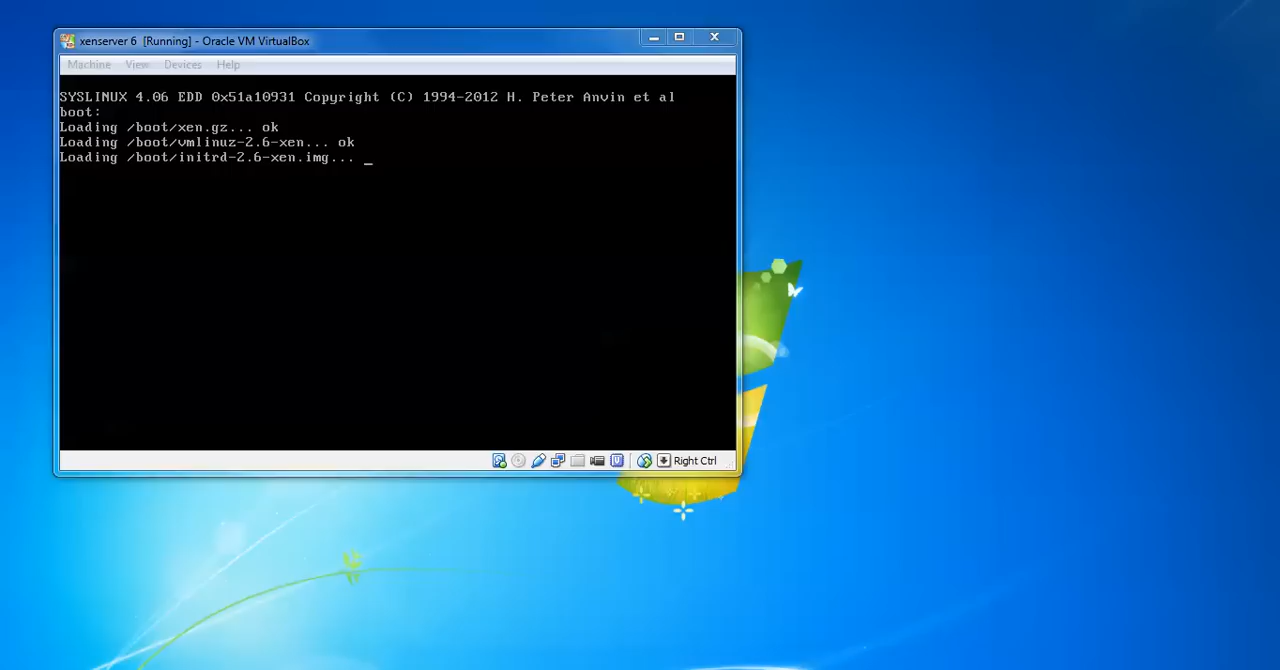 xenserver 6 [Running] - Oracle VM VirtualBox
Machine View Devices Help
SYSLINUX 4.06 EDD 0x51a10931 Copyright (C) 1994-2012 H. Peter Anvin et al
boot:
Loading /boot/xen.gz... ok
Loading /boot/vmlinuz-2.6-xen... ok
Loading /boot/initrd-2.6-xen.img... _
Right Ctrl